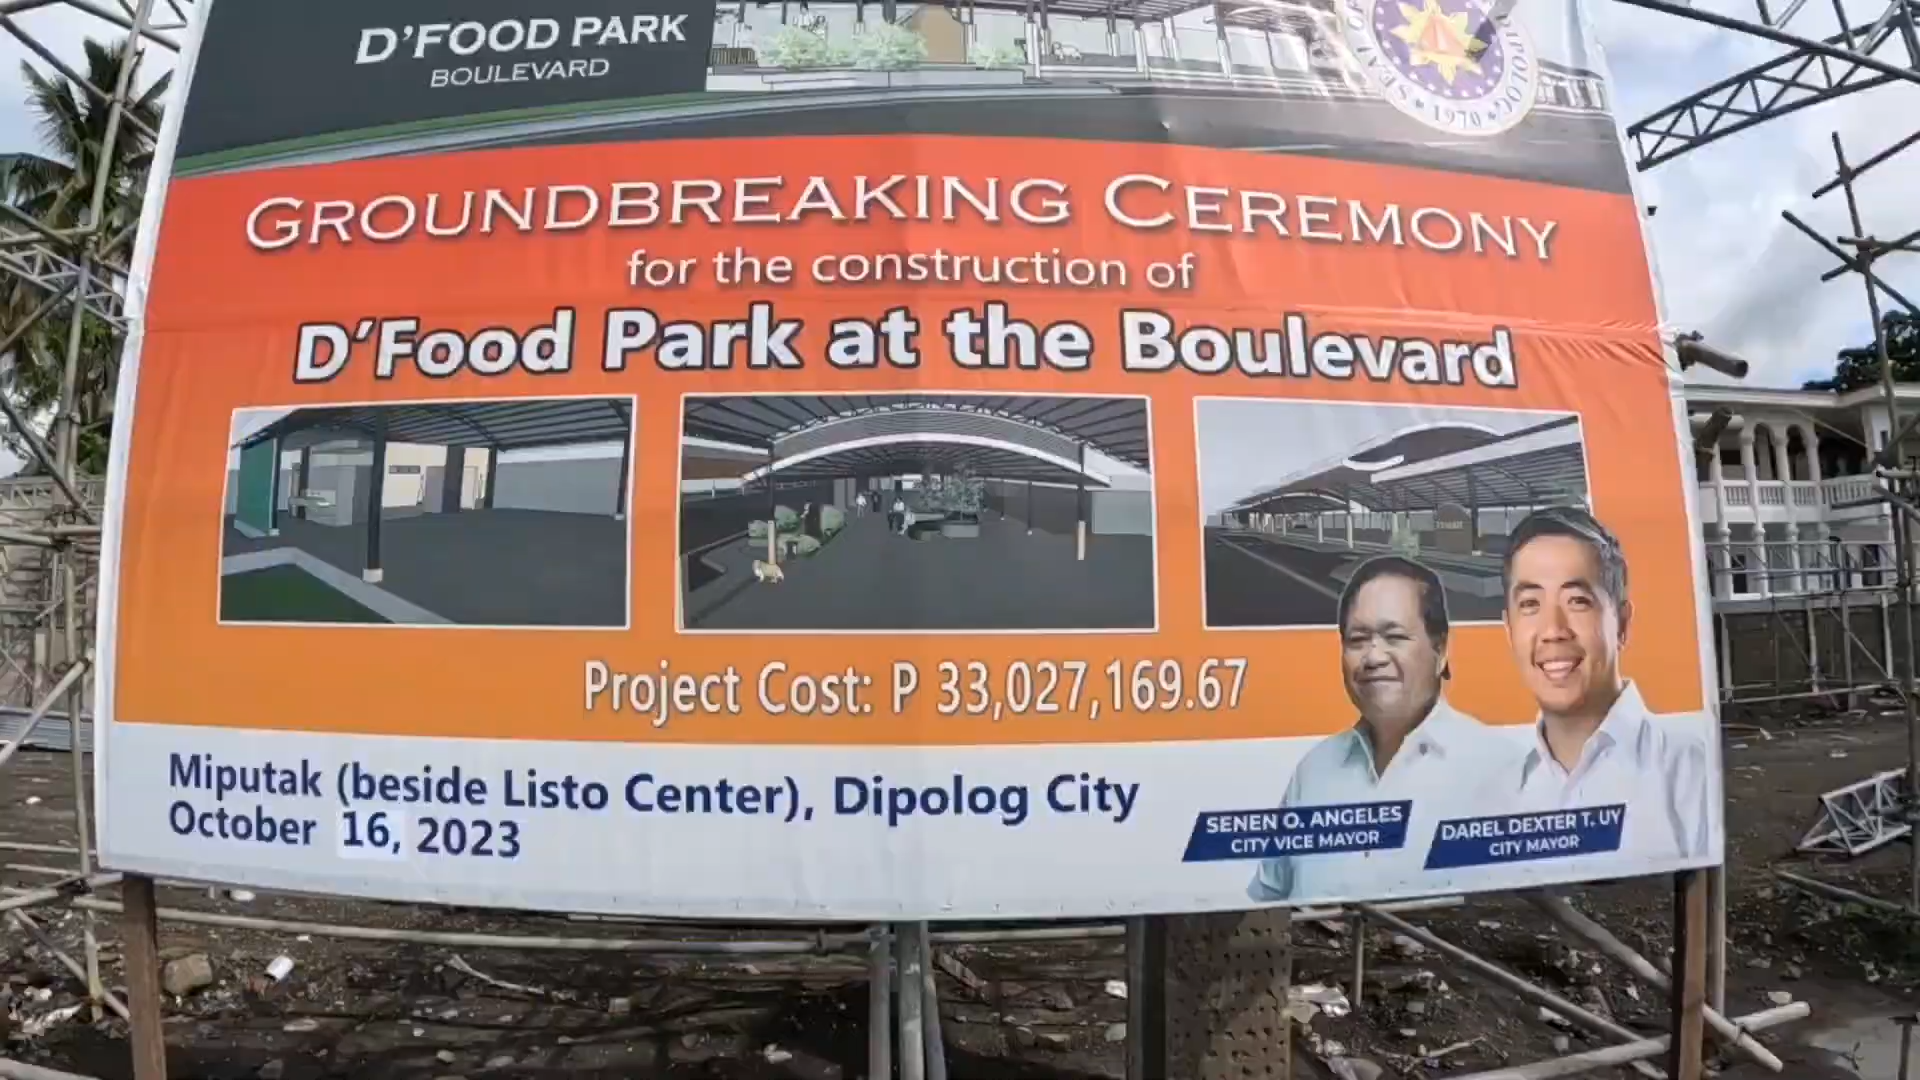 D'FOOD PARK
BOULEVARD
1970
GROUNDBREAKING CEREMONY
for the construction of
D'Food Park at the Boulevard
Project Cost: P 33,027,169.67
Miputak (beside Listo Center), Dipolog City
October 16, 2023
SENEN O. ANGELES
CITY VICE MAYOR
DAREL DEXTER T. UY
CITY MAYOR